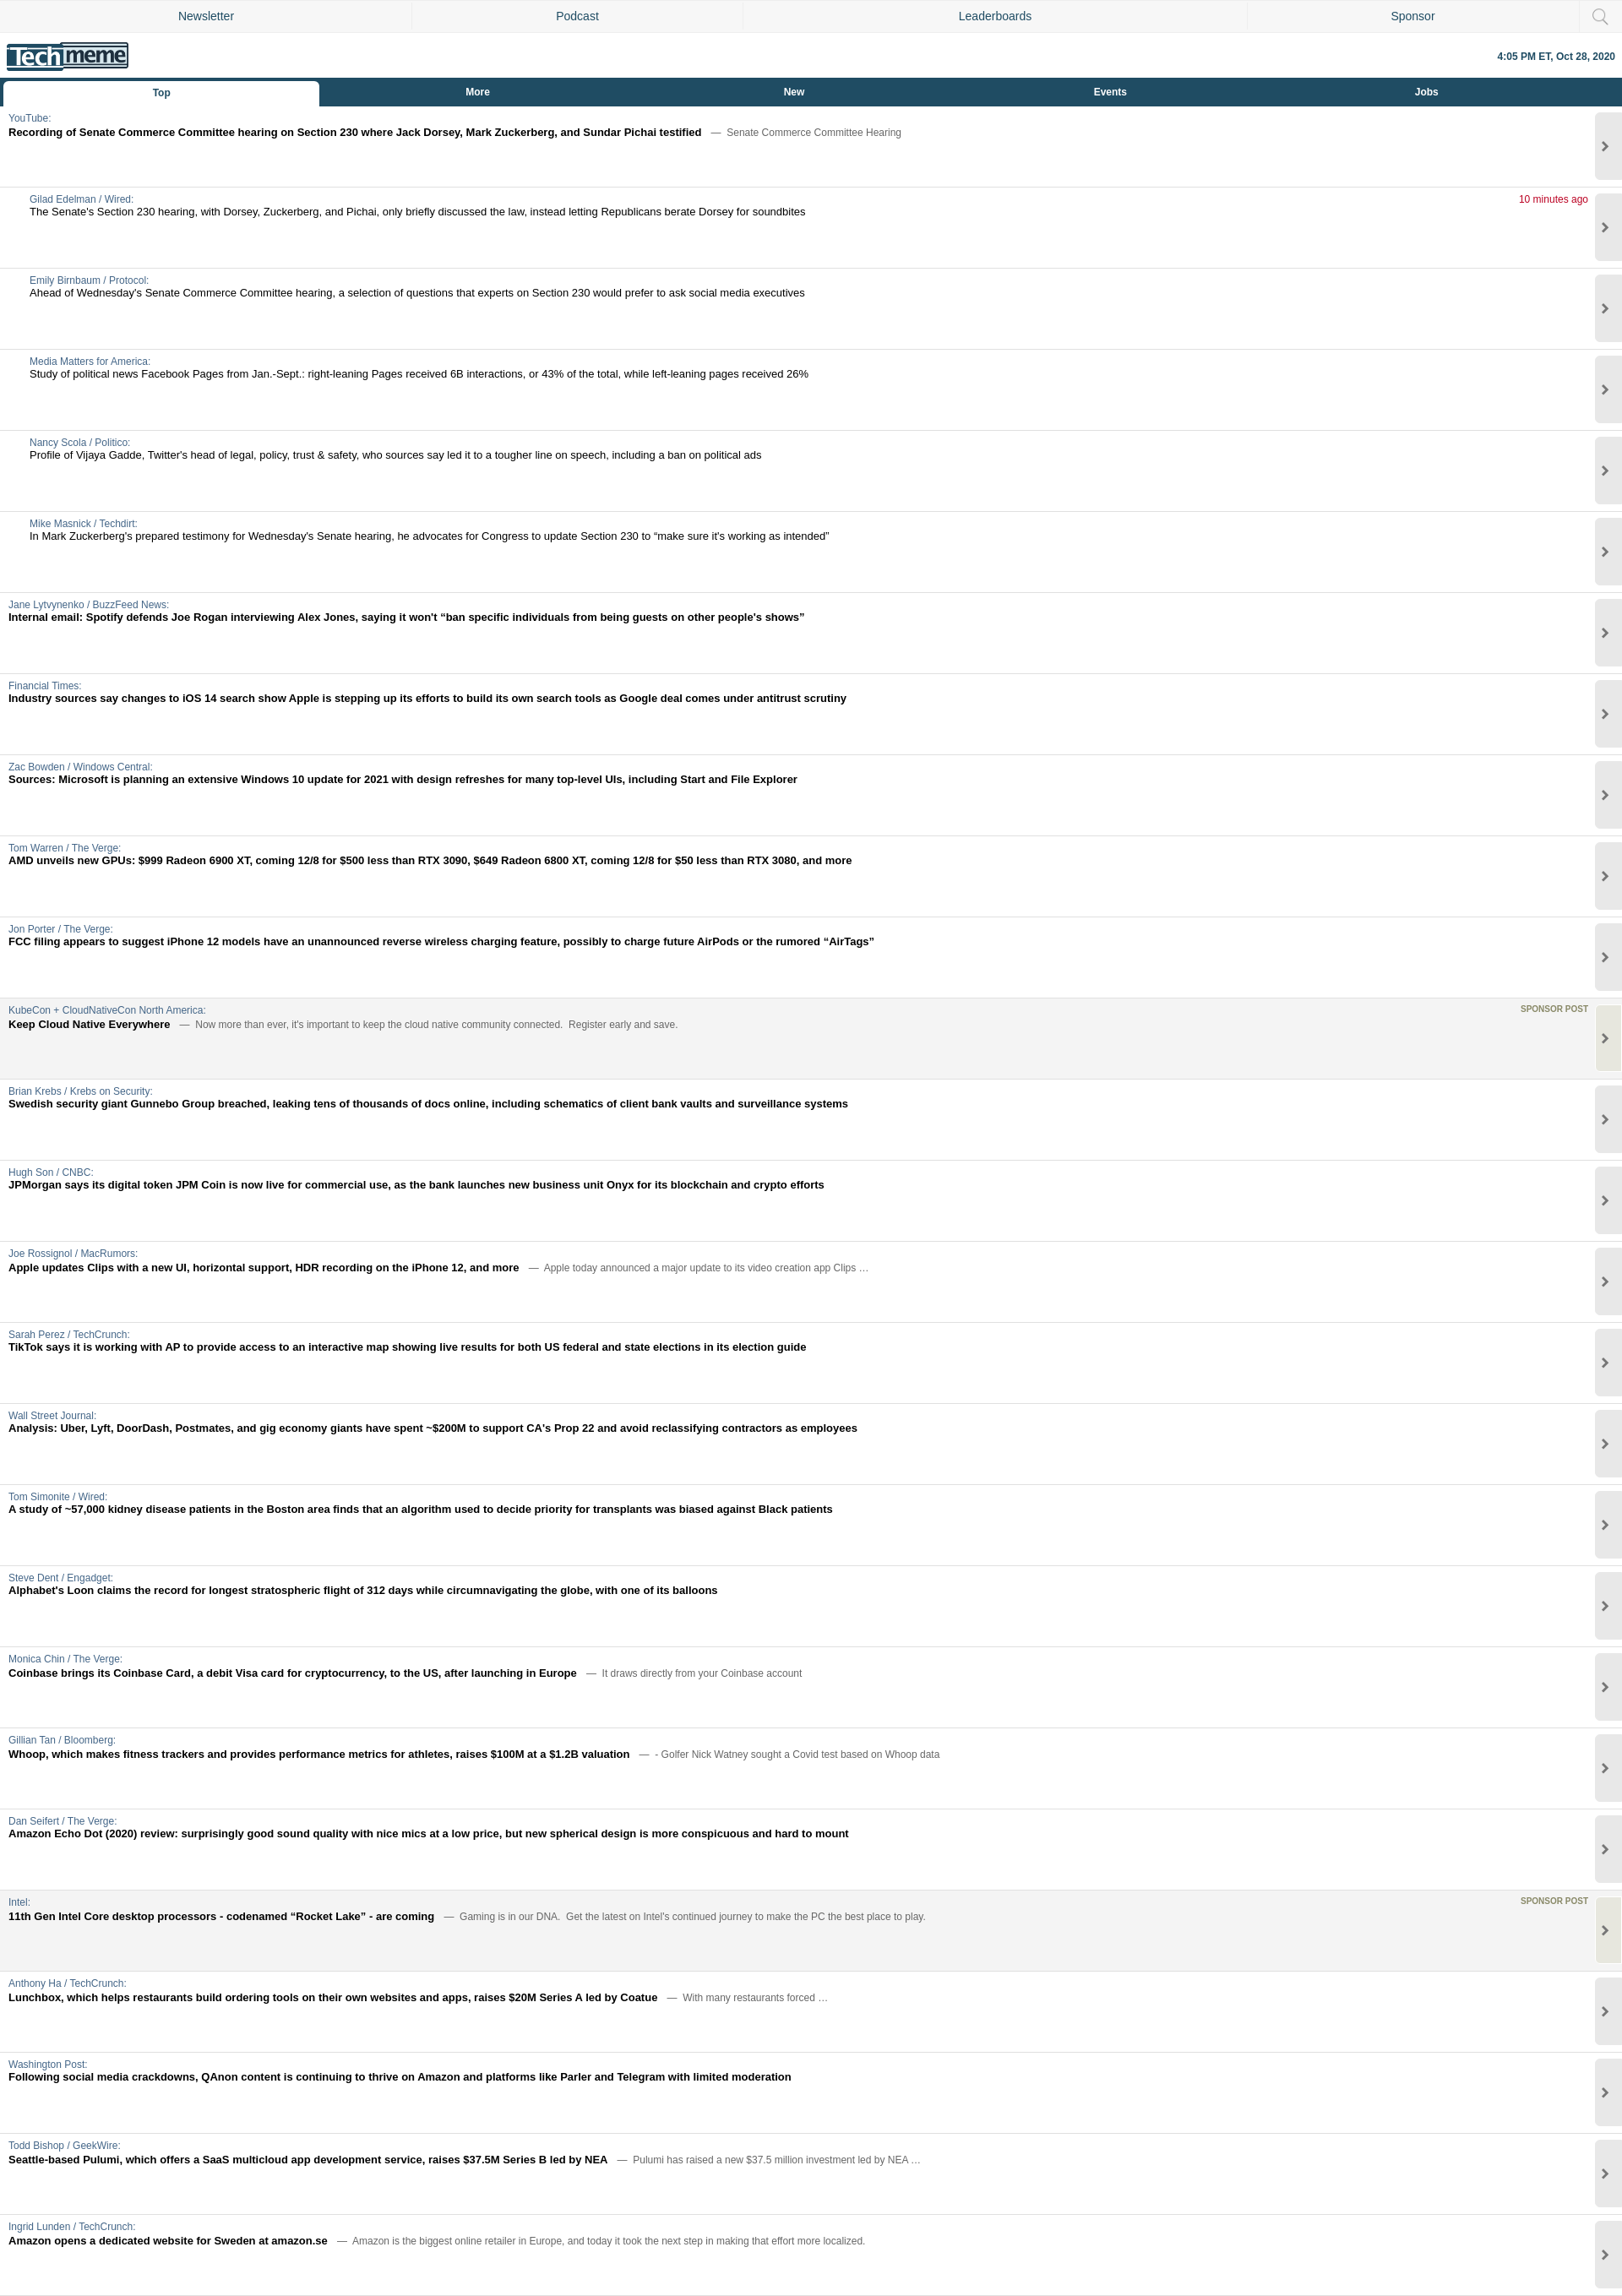 Newsletter
Podcast
Leaderboards
Sponsor
Techmeme
4:05 PM ET, Oct 28, 2020
Top
More
New
Events
Jobs
YouTube:
Recording of Senate Commerce Committee hearing on Section 230 where Jack Dorsey, Mark Zuckerberg, and Sundar Pichai testified — Senate Commerce Committee Hearing
Gilad Edelman / Wired:
10 minutes ago
The Senate's Section 230 hearing, with Dorsey, Zuckerberg, and Pichai, only briefly discussed the law, instead letting Republicans berate Dorsey for soundbites
Emily Birnbaum / Protocol:
Ahead of Wednesday's Senate Commerce Committee hearing, a selection of questions that experts on Section 230 would prefer to ask social media executives
Media Matters for America:
Study of political news Facebook Pages from Jan.-Sept.: right-leaning Pages received 6B interactions, or 43% of the total, while left-leaning pages received 26%
Nancy Scola / Politico:
Profile of Vijaya Gadde, Twitter's head of legal, policy, trust & safety, who sources say led it to a tougher line on speech, including a ban on political ads
Mike Masnick / Techdirt:
In Mark Zuckerberg's prepared testimony for Wednesday's Senate hearing, he advocates for Congress to update Section 230 to “make sure it's working as intended”
Jane Lytvynenko / BuzzFeed News:
Internal email: Spotify defends Joe Rogan interviewing Alex Jones, saying it won't “ban specific individuals from being guests on other people's shows”
Financial Times:
Industry sources say changes to iOS 14 search show Apple is stepping up its efforts to build its own search tools as Google deal comes under antitrust scrutiny
Zac Bowden / Windows Central:
Sources: Microsoft is planning an extensive Windows 10 update for 2021 with design refreshes for many top-level UIs, including Start and File Explorer
Tom Warren / The Verge:
AMD unveils new GPUs: $999 Radeon 6900 XT, coming 12/8 for $500 less than RTX 3090, $649 Radeon 6800 XT, coming 12/8 for $50 less than RTX 3080, and more
Jon Porter / The Verge:
FCC filing appears to suggest iPhone 12 models have an unannounced reverse wireless charging feature, possibly to charge future AirPods or the rumored “AirTags”
KubeCon + CloudNativeCon North America:
SPONSOR POST
Keep Cloud Native Everywhere — Now more than ever, it's important to keep the cloud native community connected. Register early and save.
Brian Krebs / Krebs on Security:
Swedish security giant Gunnebo Group breached, leaking tens of thousands of docs online, including schematics of client bank vaults and surveillance systems
Hugh Son / CNBC:
JPMorgan says its digital token JPM Coin is now live for commercial use, as the bank launches new business unit Onyx for its blockchain and crypto efforts
Joe Rossignol / MacRumors:
Apple updates Clips with a new UI, horizontal support, HDR recording on the iPhone 12, and more — Apple today announced a major update to its video creation app Clips …
Sarah Perez / TechCrunch:
TikTok says it is working with AP to provide access to an interactive map showing live results for both US federal and state elections in its election guide
Wall Street Journal:
Analysis: Uber, Lyft, DoorDash, Postmates, and gig economy giants have spent ~$200M to support CA's Prop 22 and avoid reclassifying contractors as employees
Tom Simonite / Wired:
A study of ~57,000 kidney disease patients in the Boston area finds that an algorithm used to decide priority for transplants was biased against Black patients
Steve Dent / Engadget:
Alphabet's Loon claims the record for longest stratospheric flight of 312 days while circumnavigating the globe, with one of its balloons
Monica Chin / The Verge:
Coinbase brings its Coinbase Card, a debit Visa card for cryptocurrency, to the US, after launching in Europe — It draws directly from your Coinbase account
Gillian Tan / Bloomberg:
Whoop, which makes fitness trackers and provides performance metrics for athletes, raises $100M at a $1.2B valuation — - Golfer Nick Watney sought a Covid test based on Whoop data
Dan Seifert / The Verge:
Amazon Echo Dot (2020) review: surprisingly good sound quality with nice mics at a low price, but new spherical design is more conspicuous and hard to mount
Intel:
SPONSOR POST
11th Gen Intel Core desktop processors - codenamed “Rocket Lake” - are coming — Gaming is in our DNA. Get the latest on Intel's continued journey to make the PC the best place to play.
Anthony Ha / TechCrunch:
Lunchbox, which helps restaurants build ordering tools on their own websites and apps, raises $20M Series A led by Coatue — With many restaurants forced …
Washington Post:
Following social media crackdowns, QAnon content is continuing to thrive on Amazon and platforms like Parler and Telegram with limited moderation
Todd Bishop / GeekWire:
Seattle-based Pulumi, which offers a SaaS multicloud app development service, raises $37.5M Series B led by NEA — Pulumi has raised a new $37.5 million investment led by NEA …
Ingrid Lunden / TechCrunch:
Amazon opens a dedicated website for Sweden at amazon.se — Amazon is the biggest online retailer in Europe, and today it took the next step in making that effort more localized.